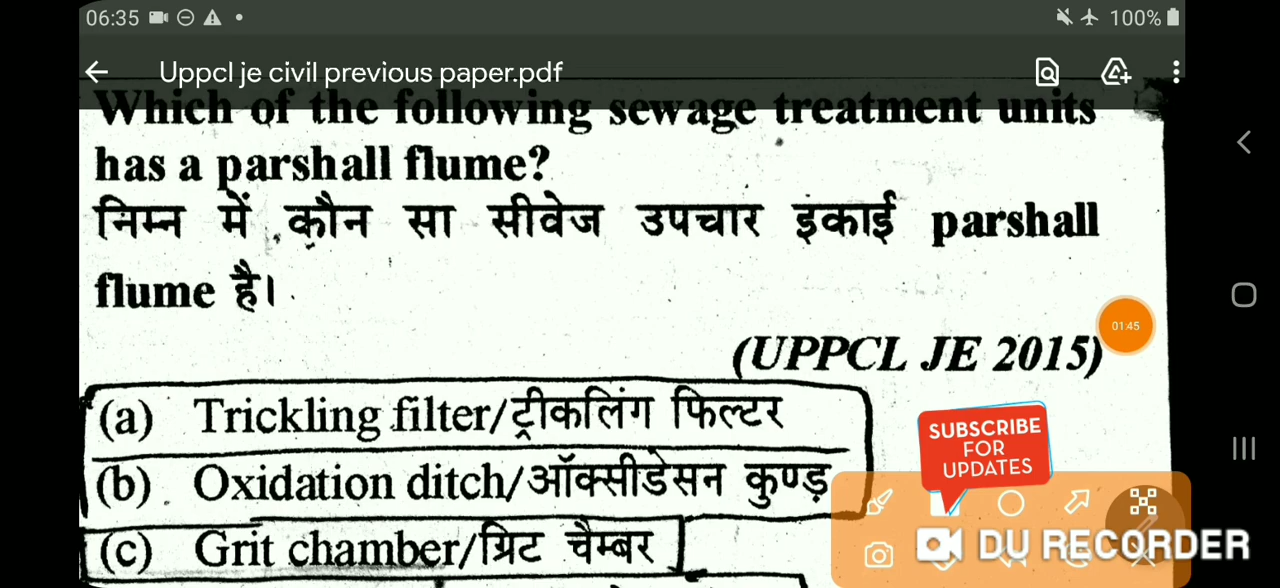 06:35
100%
Uppcl je civil previous paper.pdf
Which of the following sewage treatment units
has a parshall flume?
निम्न में कौन सा सीवेज उपचार इकाई parshall
flume है।
(UPPCL JE 2015)
01:45
(a) Trickling filter/ट्रीकलिंग फिल्टर
(b) Oxidation ditch/ऑक्सीडेसन कुण्ड़
(c) Grit chamber/ग्रिट चैम्बर
SUBSCRIBE
FOR
UPDATES
DU RECORDER